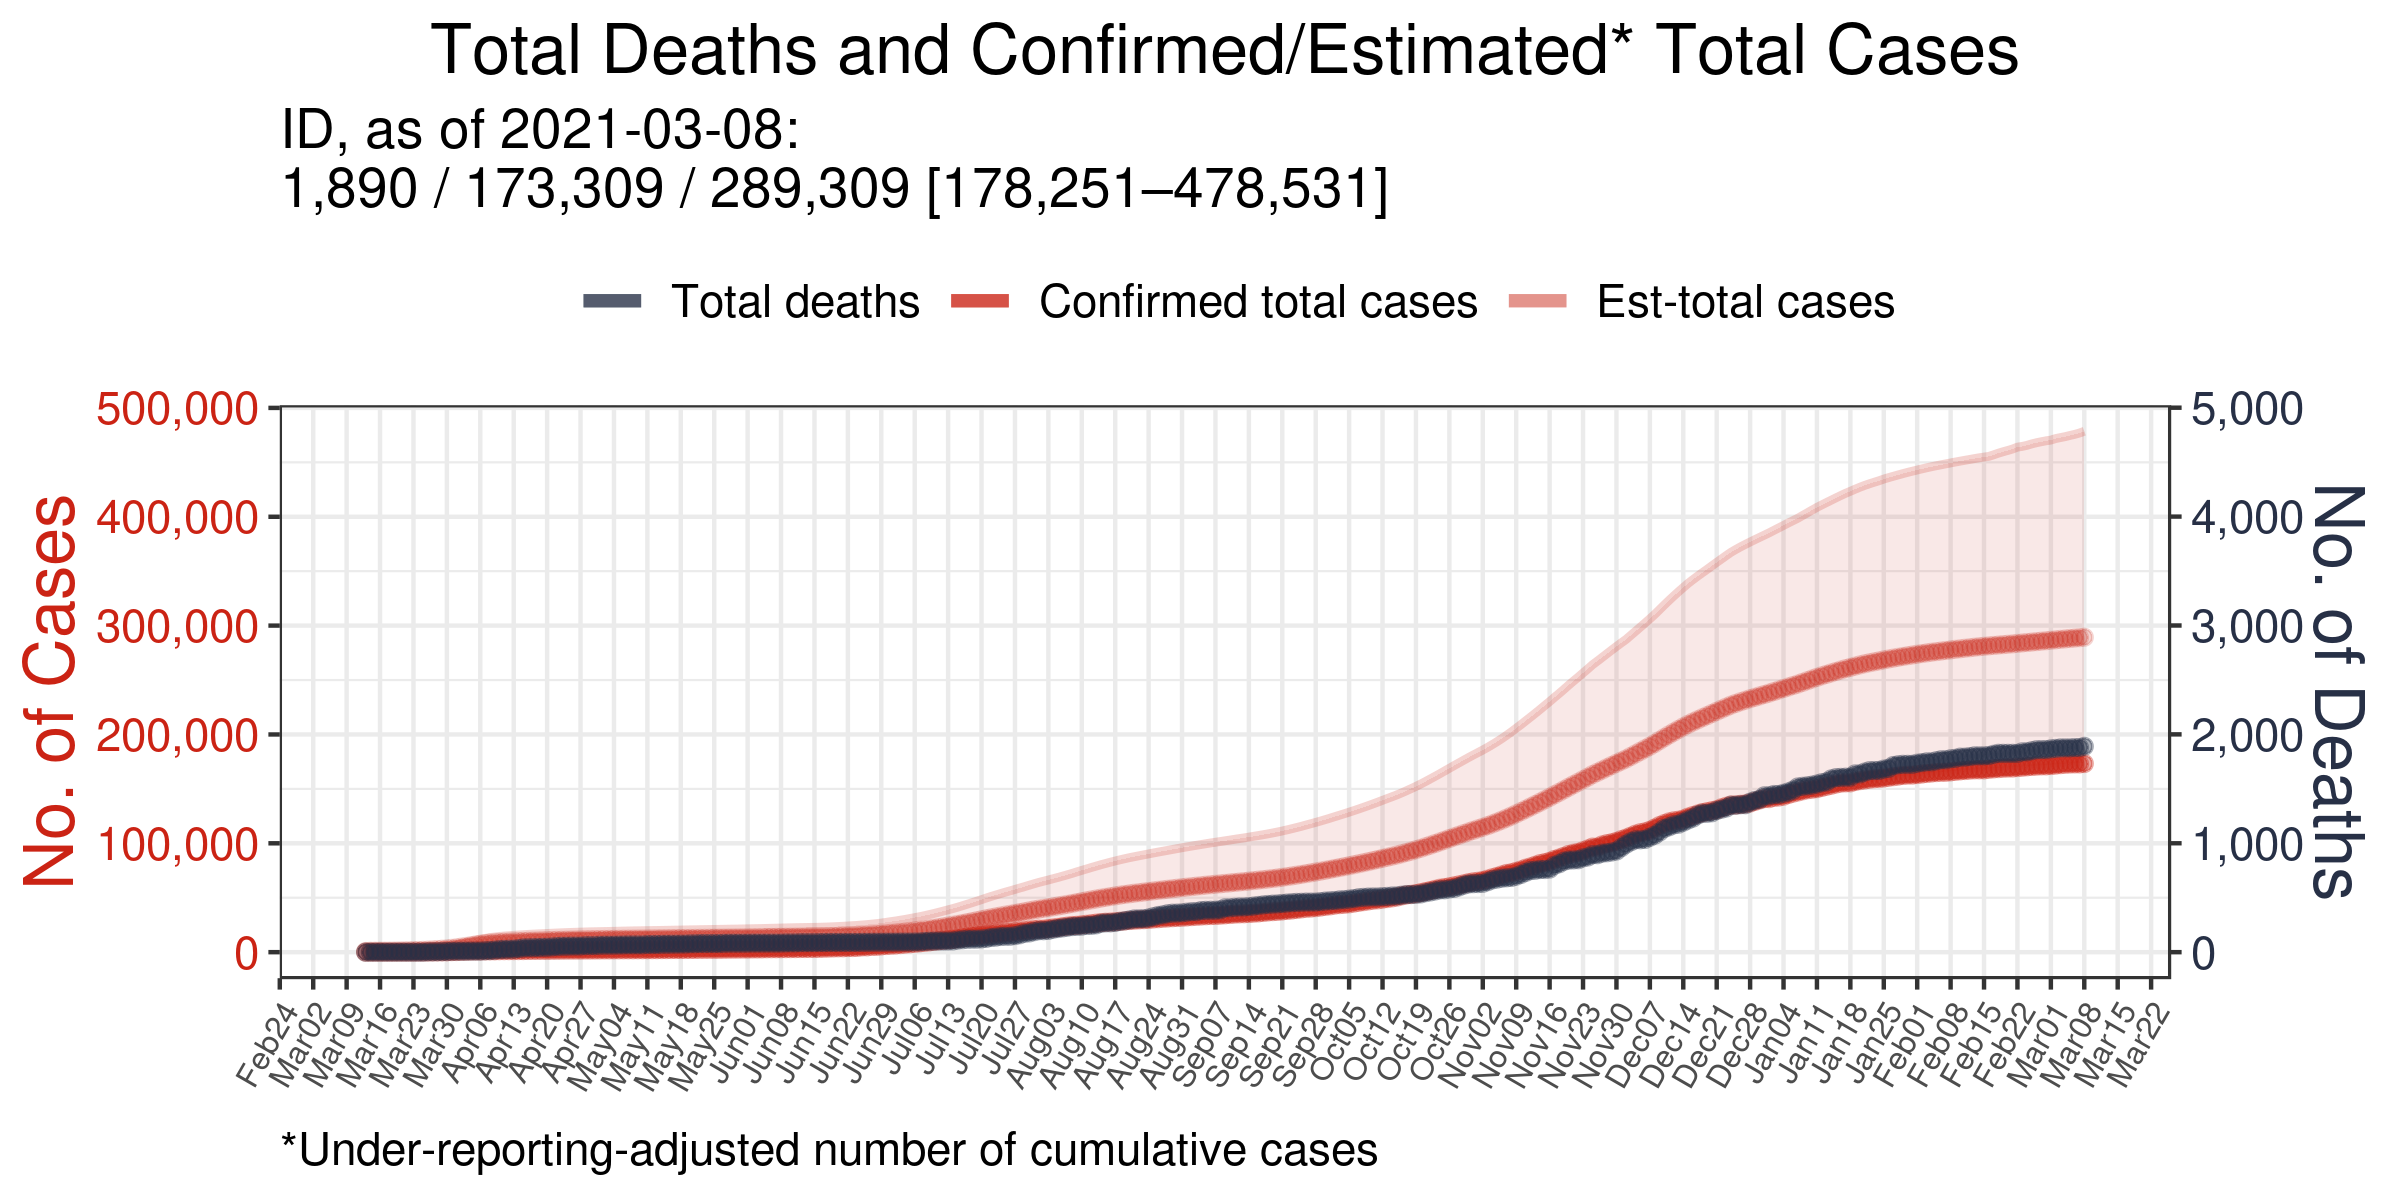 Total Deaths and Confirmed/Estimated* Total Cases
ID, as of 2021-03-08:
1,890 / 173,309 / 289,309 [178,251–478,531]
Total deaths
Confirmed total cases
Est-total cases
No. of Cases
500,000
400,000
300,000
200,000
100,000
0
5,000
4,000
3,000
2,000
1,000
0
No. of Deaths
Feb24
Mar02
Mar09
Mar16
Mar23
Mar30
Apr06
Apr13
Apr20
Apr27
May04
May11
May18
May25
Jun01
Jun08
Jun15
Jun22
Jun29
Jul06
Jul13
Jul20
Jul27
Aug03
Aug10
Aug17
Aug24
Aug31
Sep07
Sep14
Sep21
Sep28
Oct05
Oct12
Oct19
Oct26
Nov02
Nov09
Nov16
Nov23
Nov30
Dec07
Dec14
Dec21
Dec28
Jan04
Jan11
Jan18
Jan25
Feb01
Feb08
Feb15
Feb22
Mar01
Mar08
Mar15
Mar22
*Under-reporting-adjusted number of cumulative cases